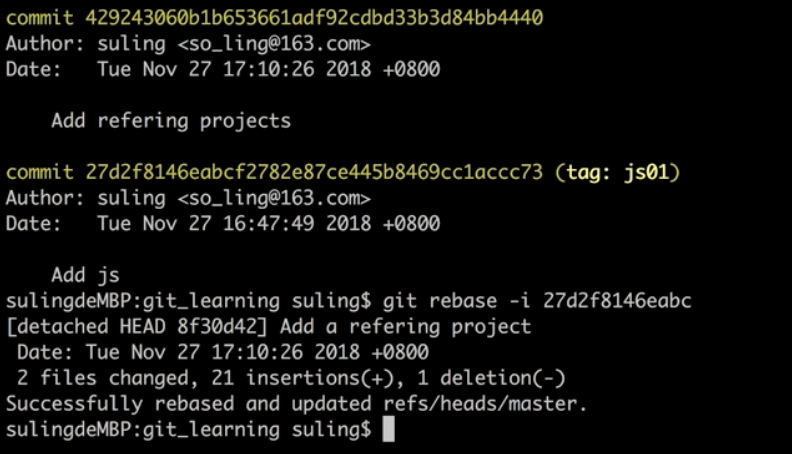 commit 429243060b1b653661adf92cdbd33b3d84bb4440
Author: suling <so_ling@163.com>
Date:   Tue Nov 27 17:10:26 2018 +0800
    Add refering projects
commit 27d2f8146eabcf2782e87ce445b8469cc1accc73 (tag: js01)
Author: suling <so_ling@163.com>
Date:   Tue Nov 27 16:47:49 2018 +0800
    Add js
sulingdeMBP:git_learning suling$ git rebase -i 27d2f8146eabc
[detached HEAD 8f30d42] Add a refering project
 Date: Tue Nov 27 17:10:26 2018 +0800
 2 files changed, 21 insertions(+), 1 deletion(-)
Successfully rebased and updated refs/heads/master.
sulingdeMBP:git_learning suling$